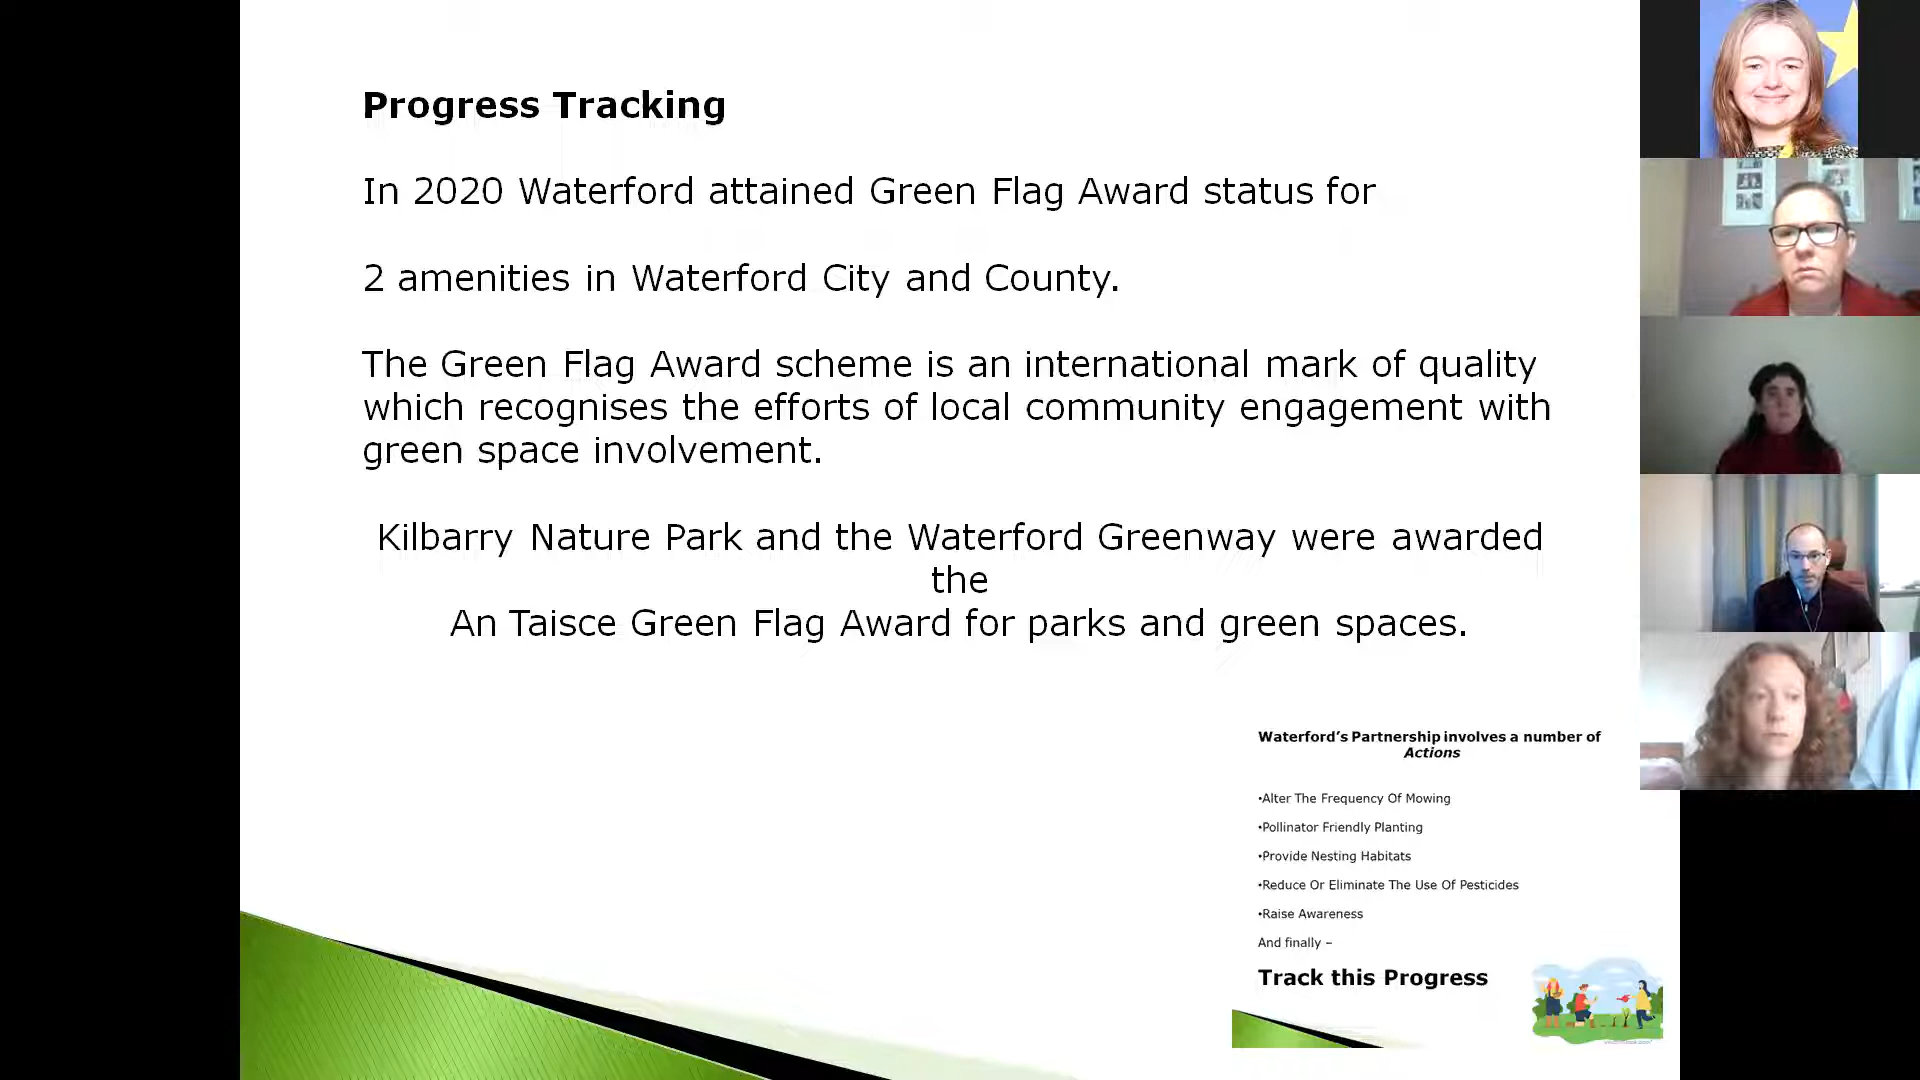 Progress Tracking
In 2020 Waterford attained Green Flag Award status for
2 amenities in Waterford City and County.
The Green Flag Award scheme is an international mark of quality
which recognises the efforts of local community engagement with
green space involvement.
Kilbarry Nature Park and the Waterford Greenway were awarded
the
An Taisce Green Flag Award for parks and green spaces.
Waterford’s Partnership involves a number of
Actions
•Alter The Frequency Of Mowing
•Pollinator Friendly Planting
•Provide Nesting Habitats
•Reduce Or Eliminate The Use Of Pesticides
•Raise Awareness
And finally –
Track this Progress